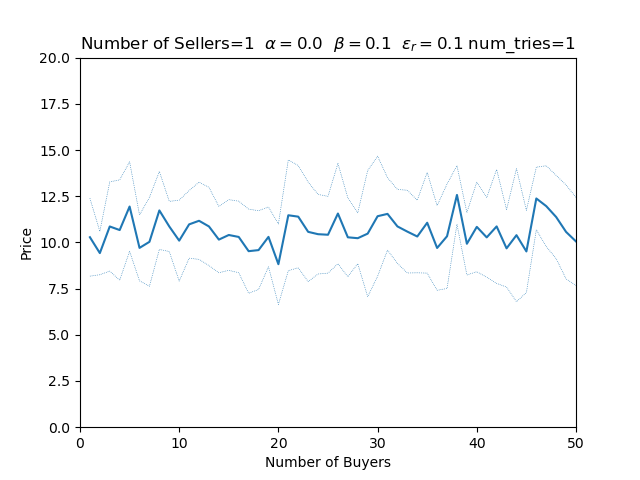 Number of Sellers=1 α = 0.0 β = 0.1 εr = 0.1 num_tries=1
20.0
17.5
15.0
12.5
10.0
7.5
5.0
2.5
0.0
Price
0 10 20 30 40 50
Number of Buyers